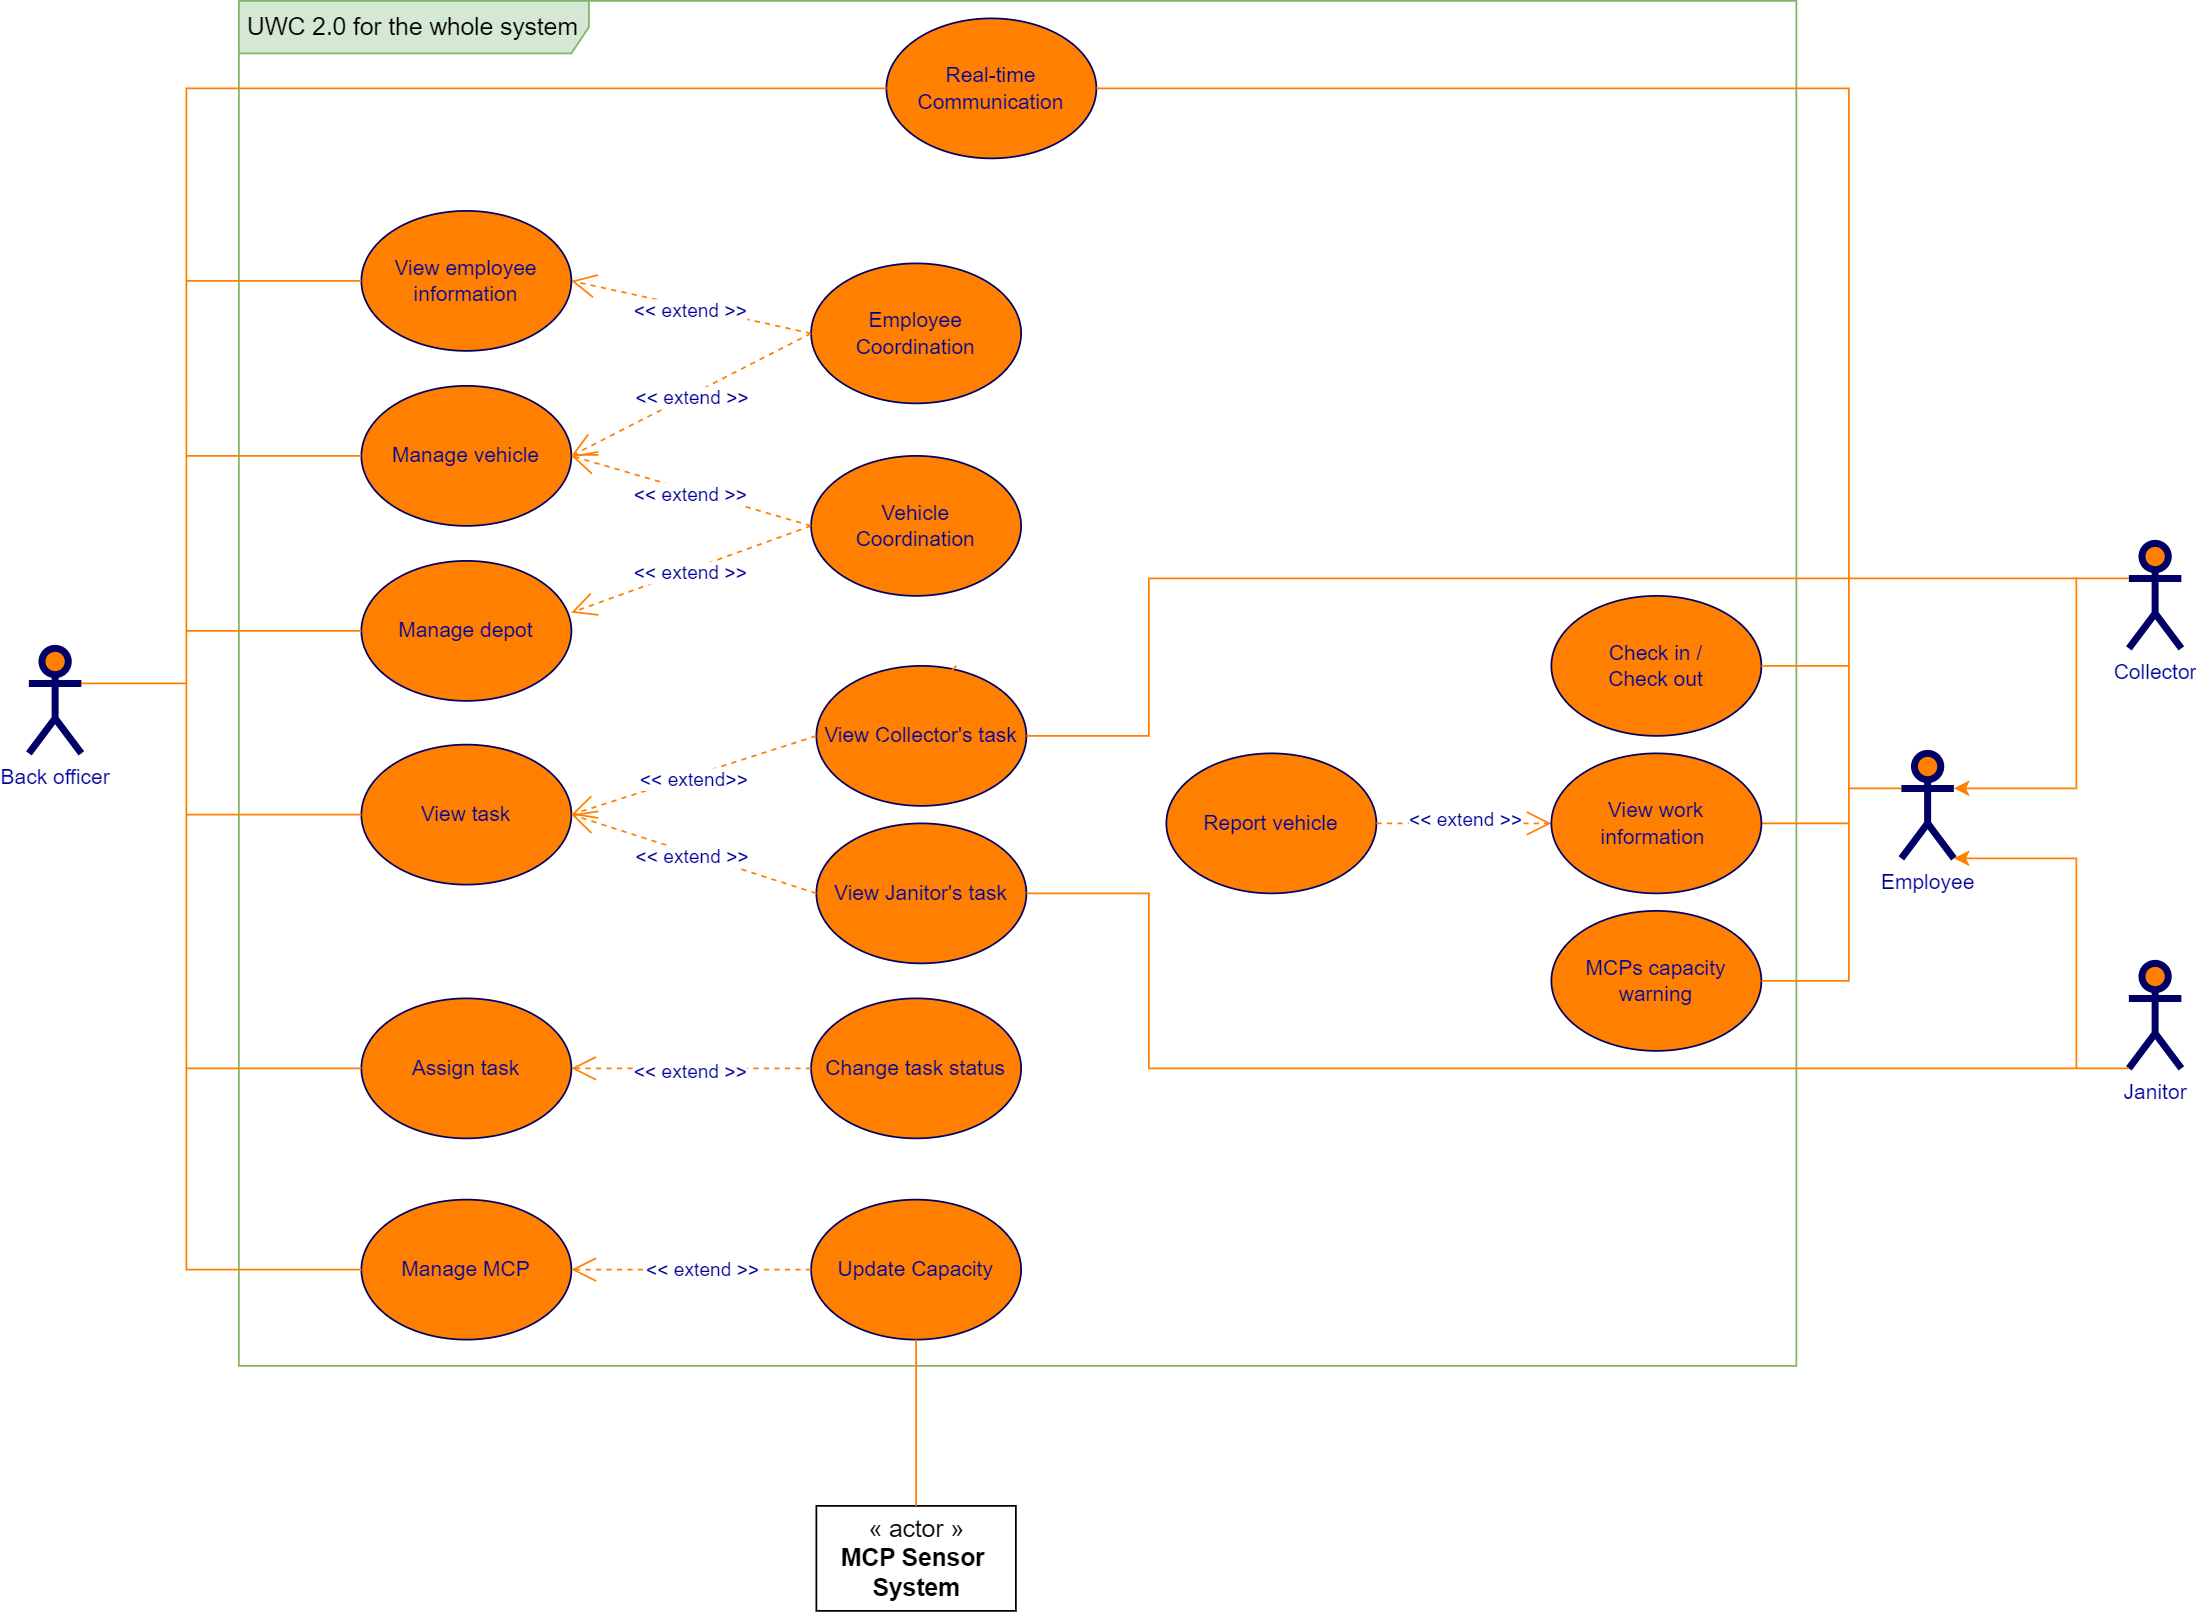 UWC 2.0 for the whole system
Real-time
Communication
View employee
information
<< extend >>
Employee
Coordination
<< extend >>
Manage vehicle
<< extend >>
Vehicle
Coordination
<< extend >>
Manage depot
Check in /
Check out
Collector
Back officer
View Collector's task
<< extend>>
View task
<< extend >>
View Janitor's task
Report vehicle
<< extend >>
View work
information
Employee
MCPs capacity
warning
Assign task
<< extend >>
Change task status
Janitor
Manage MCP
<< extend >>
Update Capacity
« actor »
MCP Sensor
System